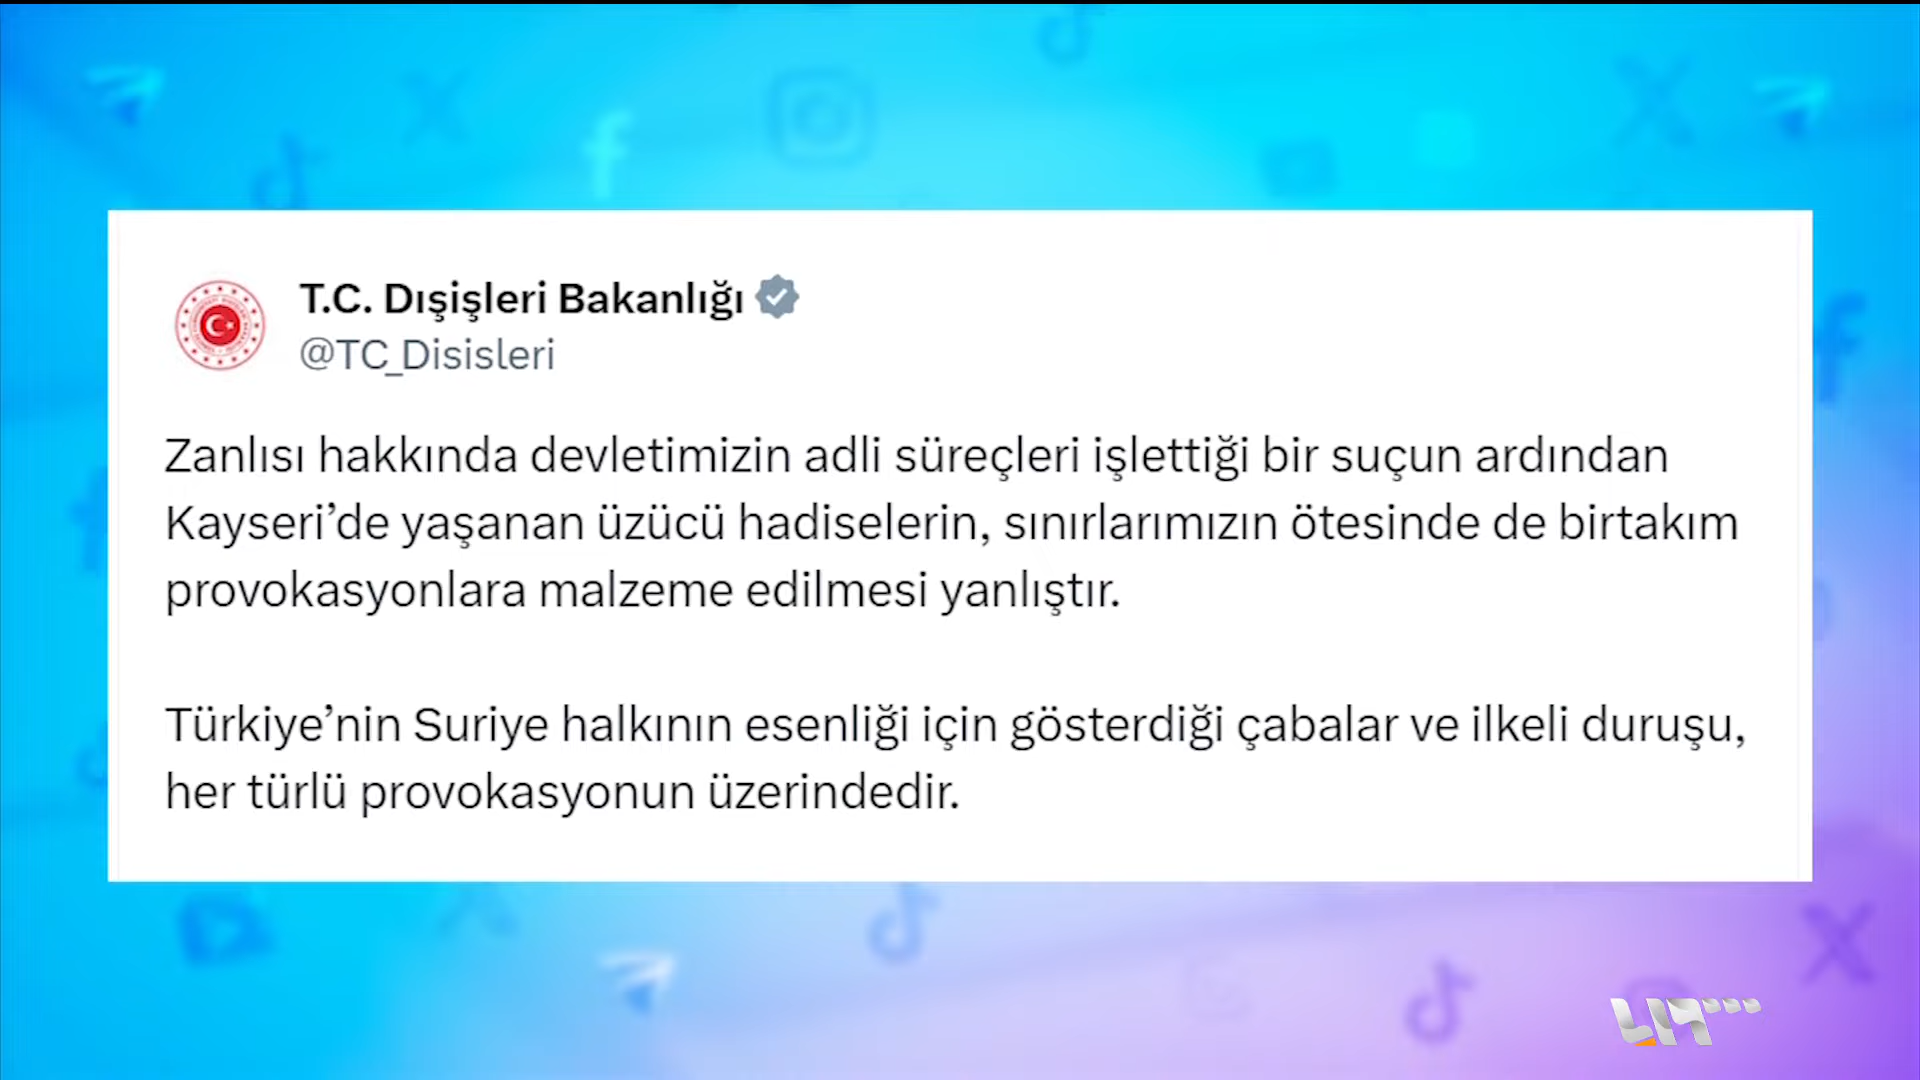 T.C. Dışişleri Bakanlığı
@TC_Disisleri
Zanlısı hakkında devletimizin adli süreçleri işlettiği bir suçun ardından
Kayseri’de yaşanan üzücü hadiselerin, sınırlarımızın ötesinde de birtakım
provokasyonlara malzeme edilmesi yanlıştır.
Türkiye’nin Suriye halkının esenliği için gösterdiği çabalar ve ilkeli duruşu,
her türlü provokasyonun üzerindedir.